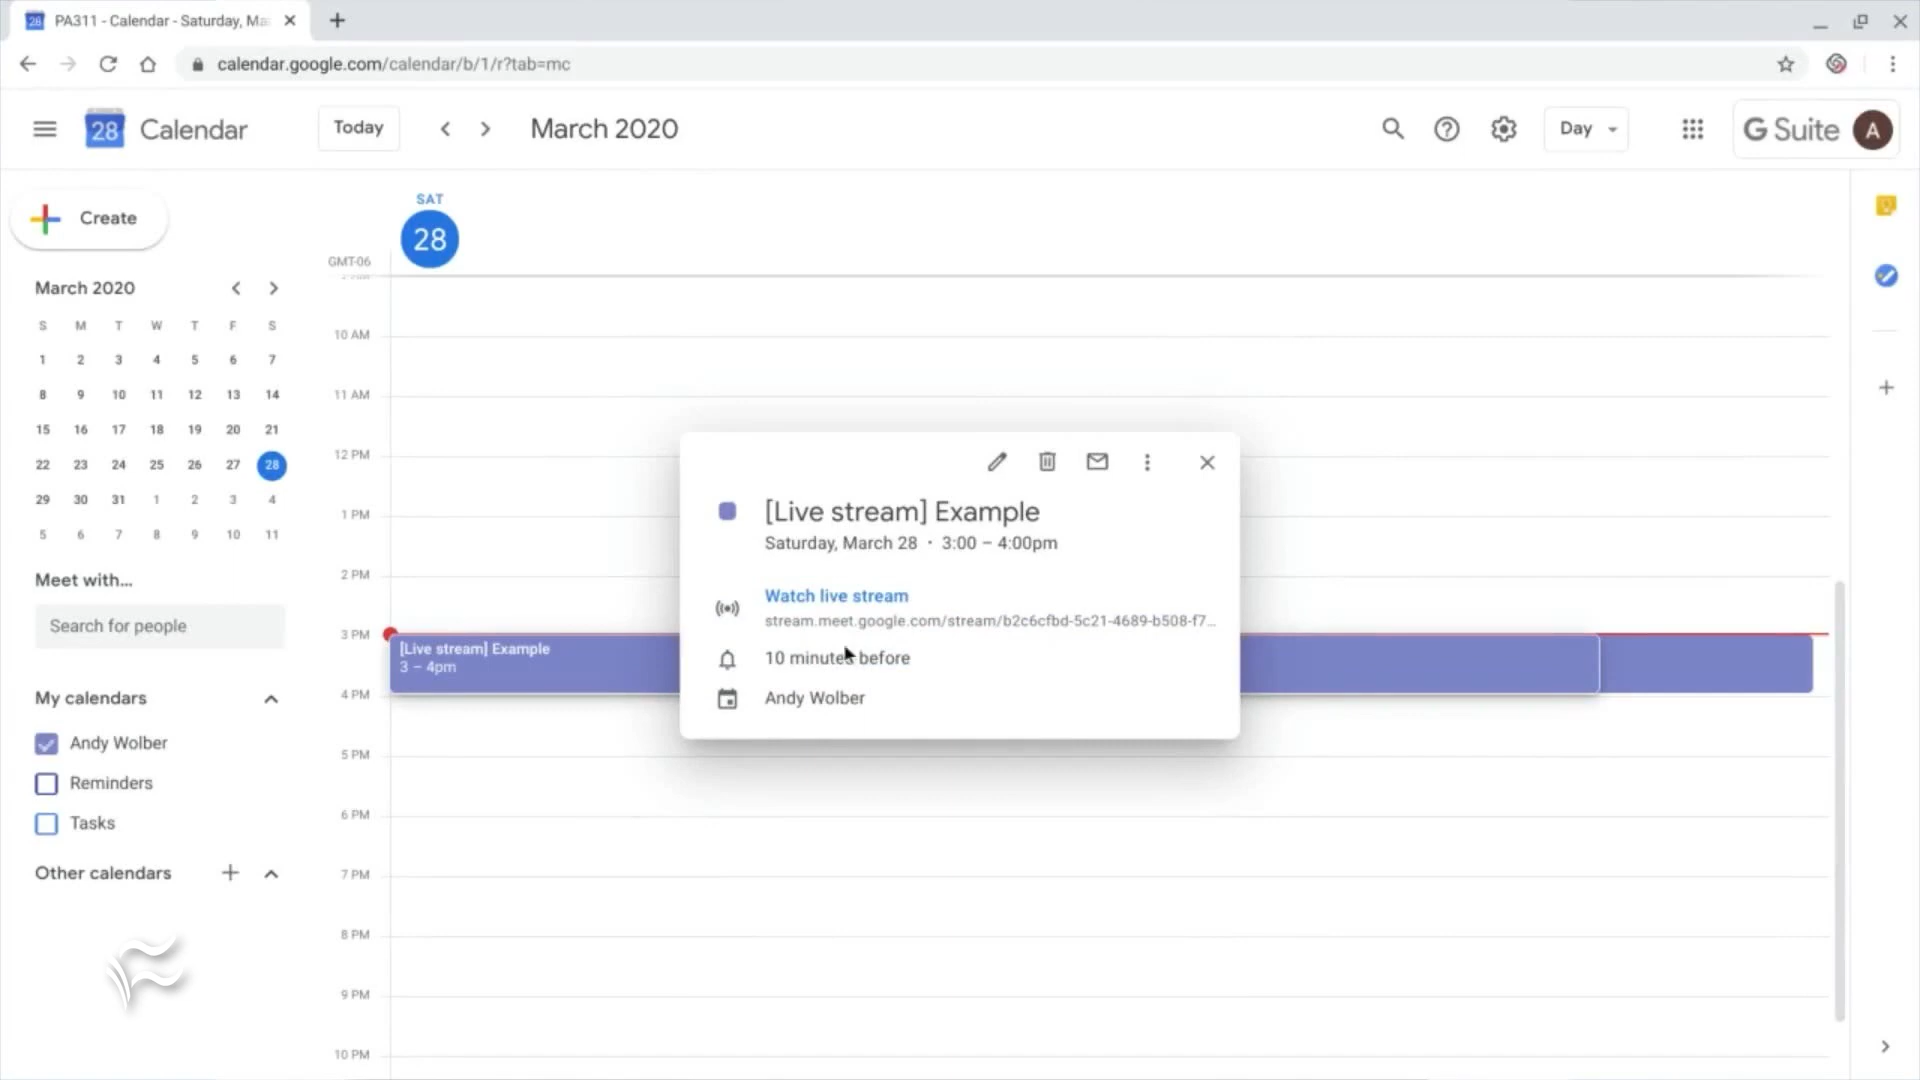 28 PA311 - Calendar - Saturday, Ma
calendar.google.com/calendar/b/1/r?tab=mc
28 Calendar
Today
March 2020
Day
G Suite
A
Create
SAT
28
GMT-06
March 2020
S M T W T F S
1 2 3 4 5 6 7
8 9 10 11 12 13 14
15 16 17 18 19 20 21
22 23 24 25 26 27 28
29 30 31 1 2 3 4
5 6 7 8 9 10 11
Meet with...
Search for people
My calendars
Andy Wolber
Reminders
Tasks
Other calendars
10 AM
11 AM
12 PM
1 PM
2 PM
3 PM
4 PM
5 PM
6 PM
7 PM
8 PM
9 PM
10 PM
[Live stream] Example
3 – 4pm
[Live stream] Example
Saturday, March 28 · 3:00 – 4:00pm
Watch live stream
stream.meet.google.com/stream/b2c6cfbd-5c21-4689-b508-f7...
10 minutes before
Andy Wolber